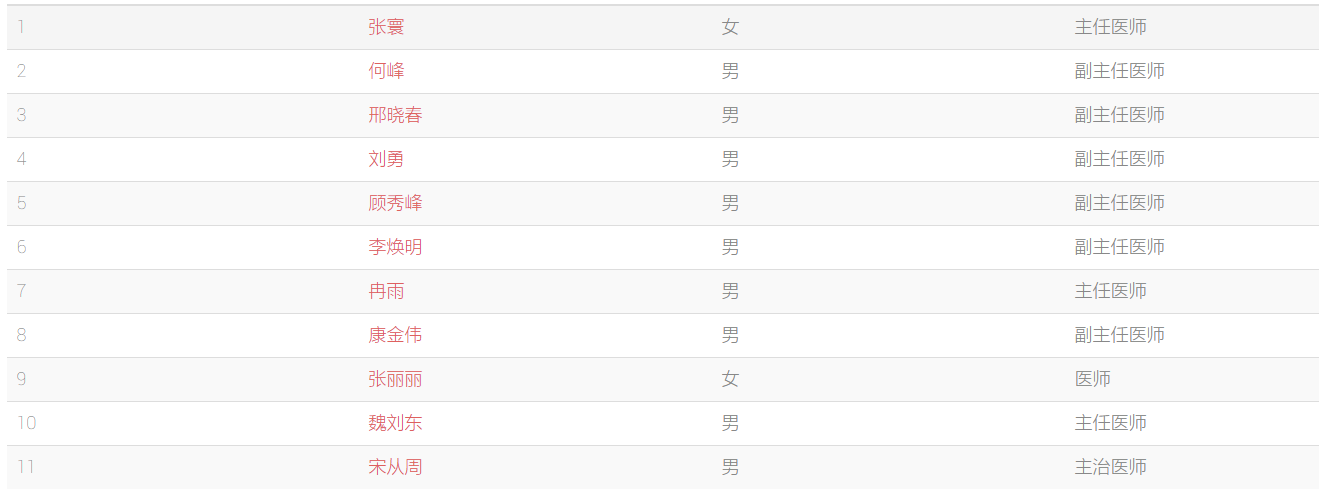 1 张寰 女 主任医师
2 何峰 男 副主任医师
3 邢晓春 男 副主任医师
4 刘勇 男 副主任医师
5 顾秀峰 男 副主任医师
6 李焕明 男 副主任医师
7 冉雨 男 主任医师
8 康金伟 男 副主任医师
9 张丽丽 女 医师
10 魏刘东 男 主任医师
11 宋从周 男 主治医师